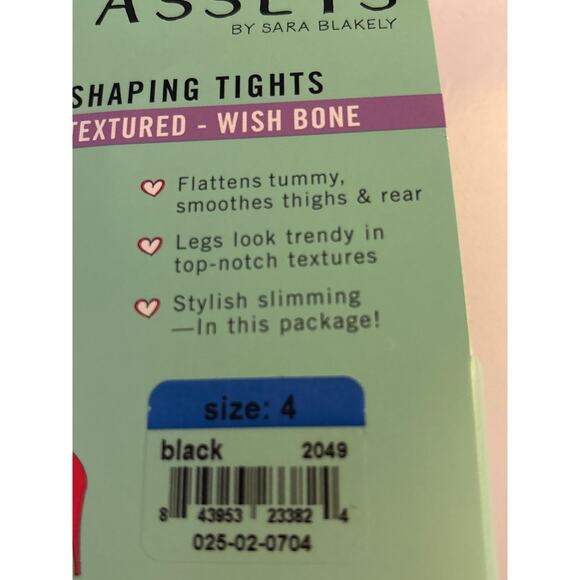 ASSETS
BY SARA BLAKELY
SHAPING TIGHTS
TEXTURED - WISH BONE
Flattens tummy,
smoothes thighs & rear
Legs look trendy in
top-notch textures
Stylish slimming
—In this package!
size: 4
black 2049
8 43953 23382 4
025-02-0704